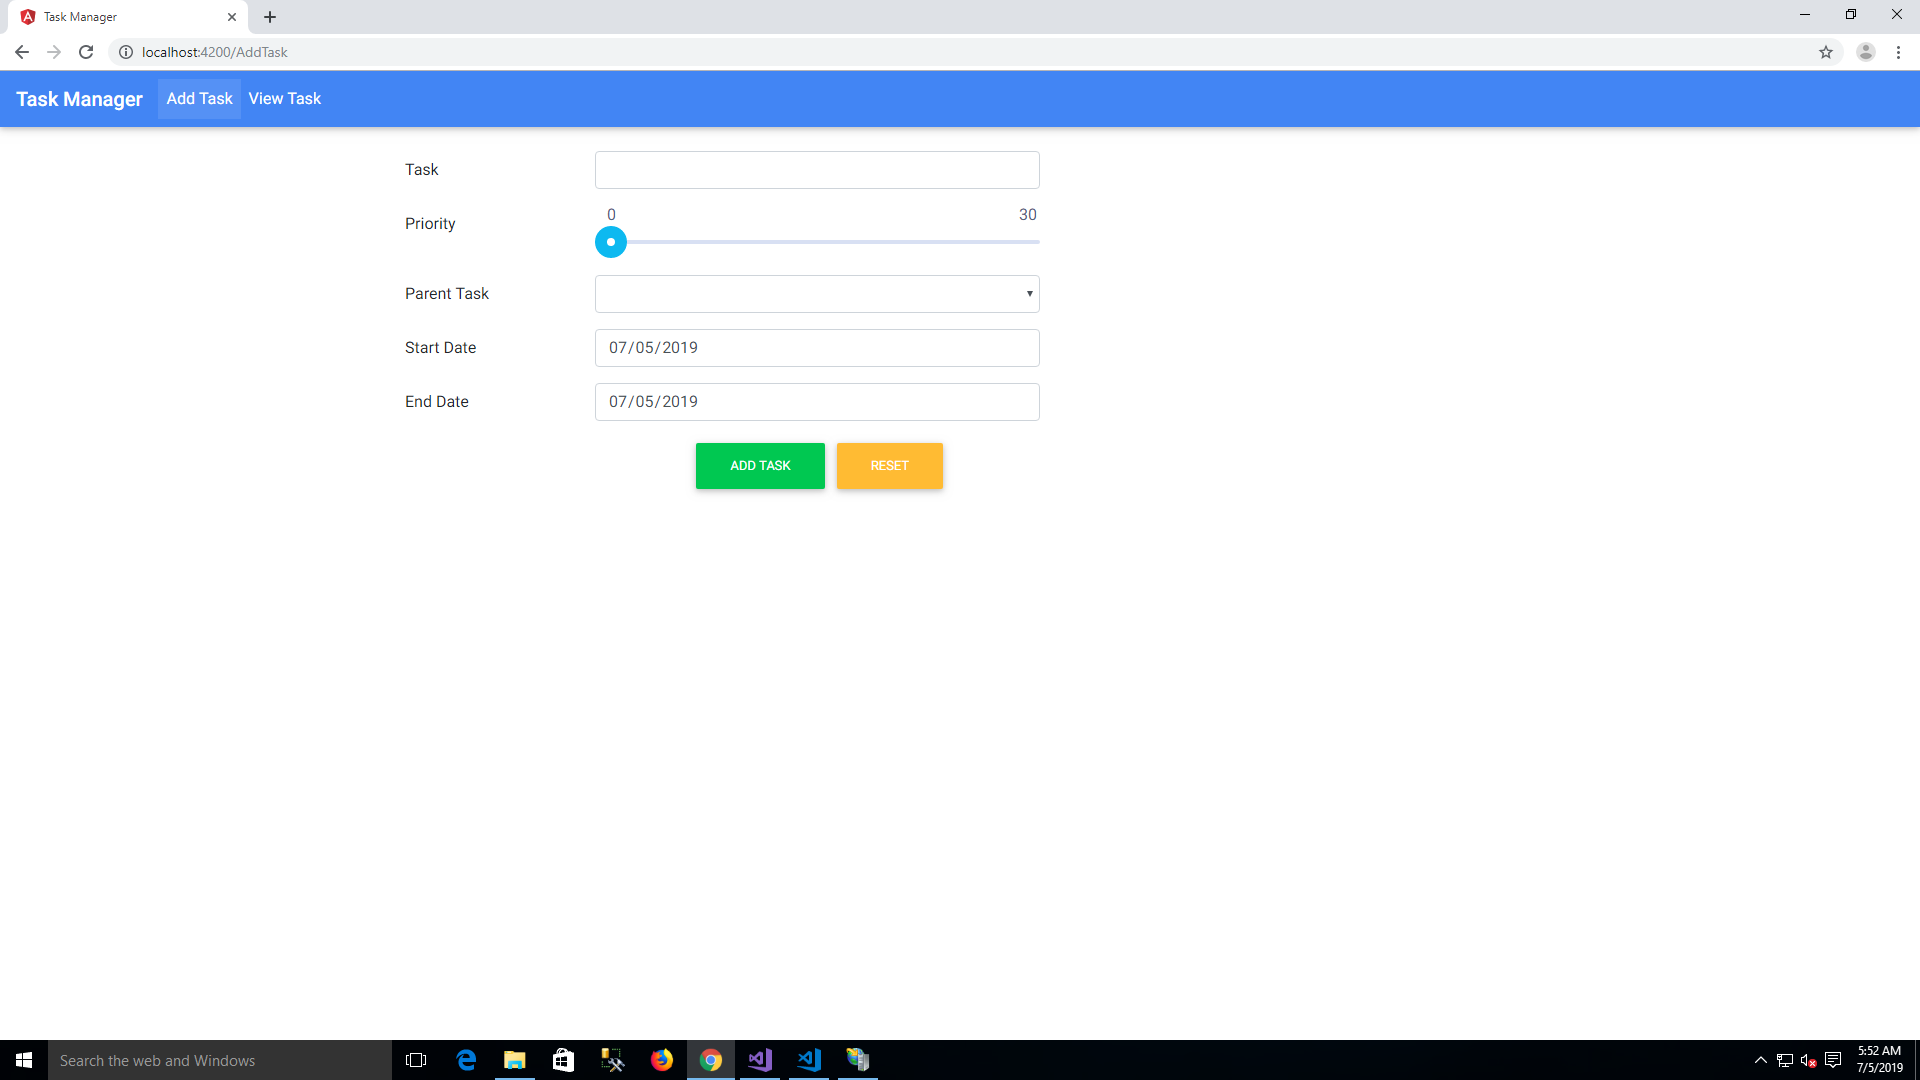 Task Manager
localhost:4200/AddTask
Task Manager Add Task View Task
Task
0 30
Priority
Parent Task
Start Date 07/05/2019
End Date 07/05/2019
ADD TASK RESET
Search the web and Windows
5:52 AM
7/5/2019